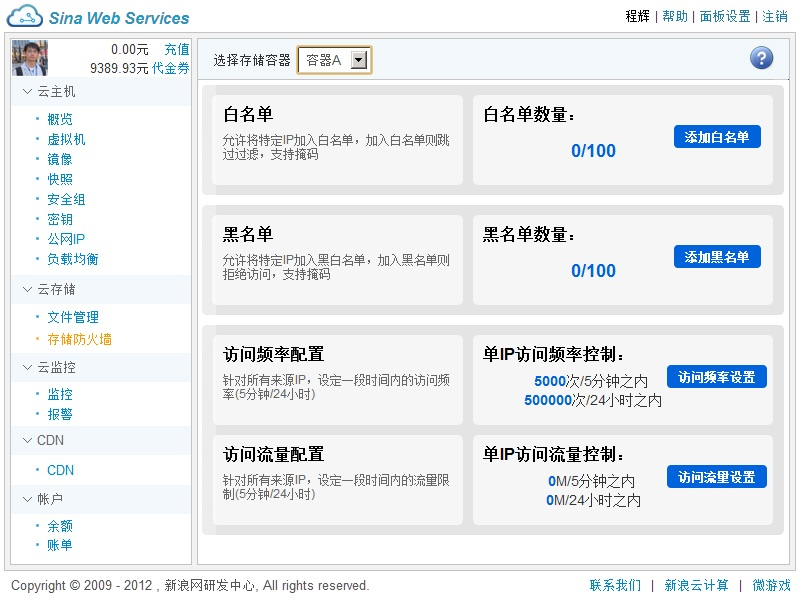 Sina Web Services
程辉 | 帮助 | 面板设置 | 注销
0.00元 充值
9389.93元 代金券
云主机
概览
虚拟机
镜像
快照
安全组
密钥
公网IP
负载均衡
云存储
文件管理
存储防火墙
云监控
监控
报警
CDN
CDN
帐户
余额
账单
选择存储容器 容器A
?
白名单
允许将特定IP加入白名单，加入白名单则跳
过过滤，支持掩码
白名单数量：
0/100
添加白名单
黑名单
允许将特定IP加入黑白名单，加入黑名单则
拒绝访问，支持掩码
黑名单数量：
0/100
添加黑名单
访问频率配置
针对所有来源IP，设定一段时间内的访问频
率(5分钟/24小时)
单IP访问频率控制：
5000次/5分钟之内
500000次/24小时之内
访问频率设置
访问流量配置
针对所有来源IP，设定一段时间内的流量限
制(5分钟/24小时)
单IP访问流量控制：
0M/5分钟之内
0M/24小时之内
访问流量设置
Copyright © 2009 - 2012 , 新浪网研发中心, All rights reserved.
联系我们 | 新浪云计算 | 微游戏